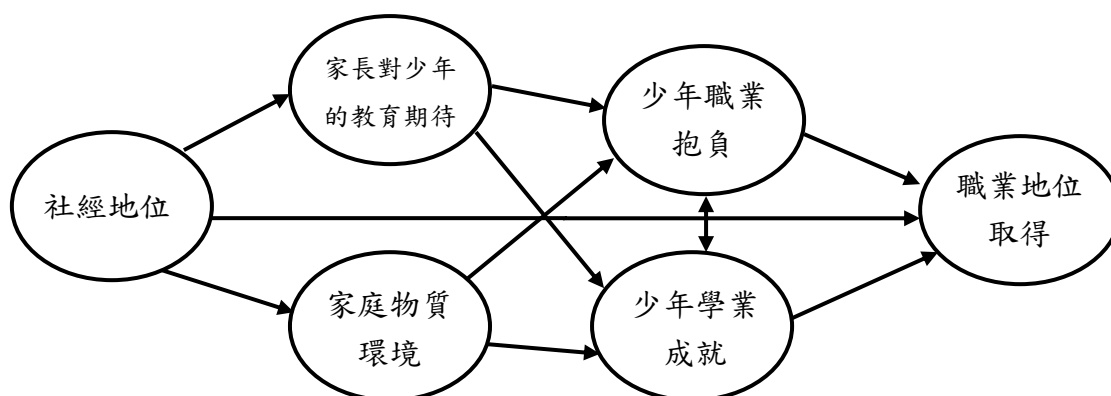 家長對少年
的教育期待
少年職業
抱負
社經地位
職業地位
取得
家庭物質
環境
少年學業
成就